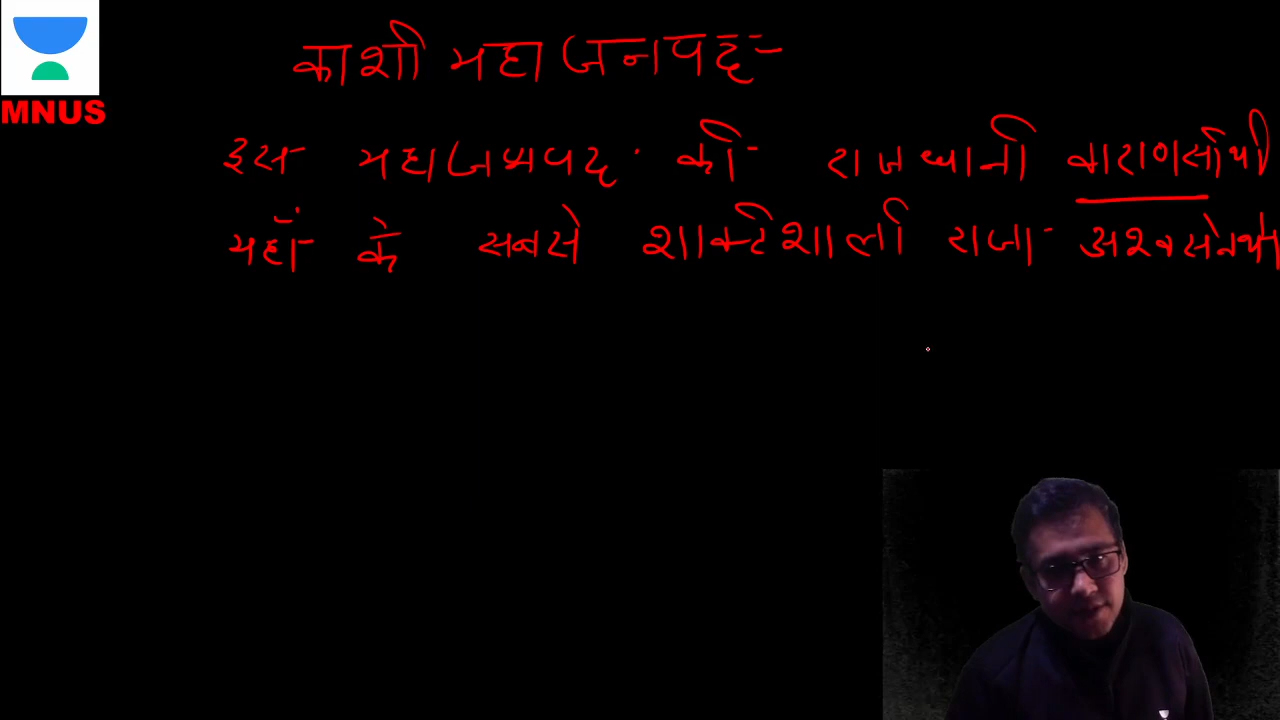 MNUS
काशी महाजनपद-
इस महाजनपद की राजधानी वाराणसी थी
यहाँ के सबसे शक्तिशाली राजा अश्वसेन थे